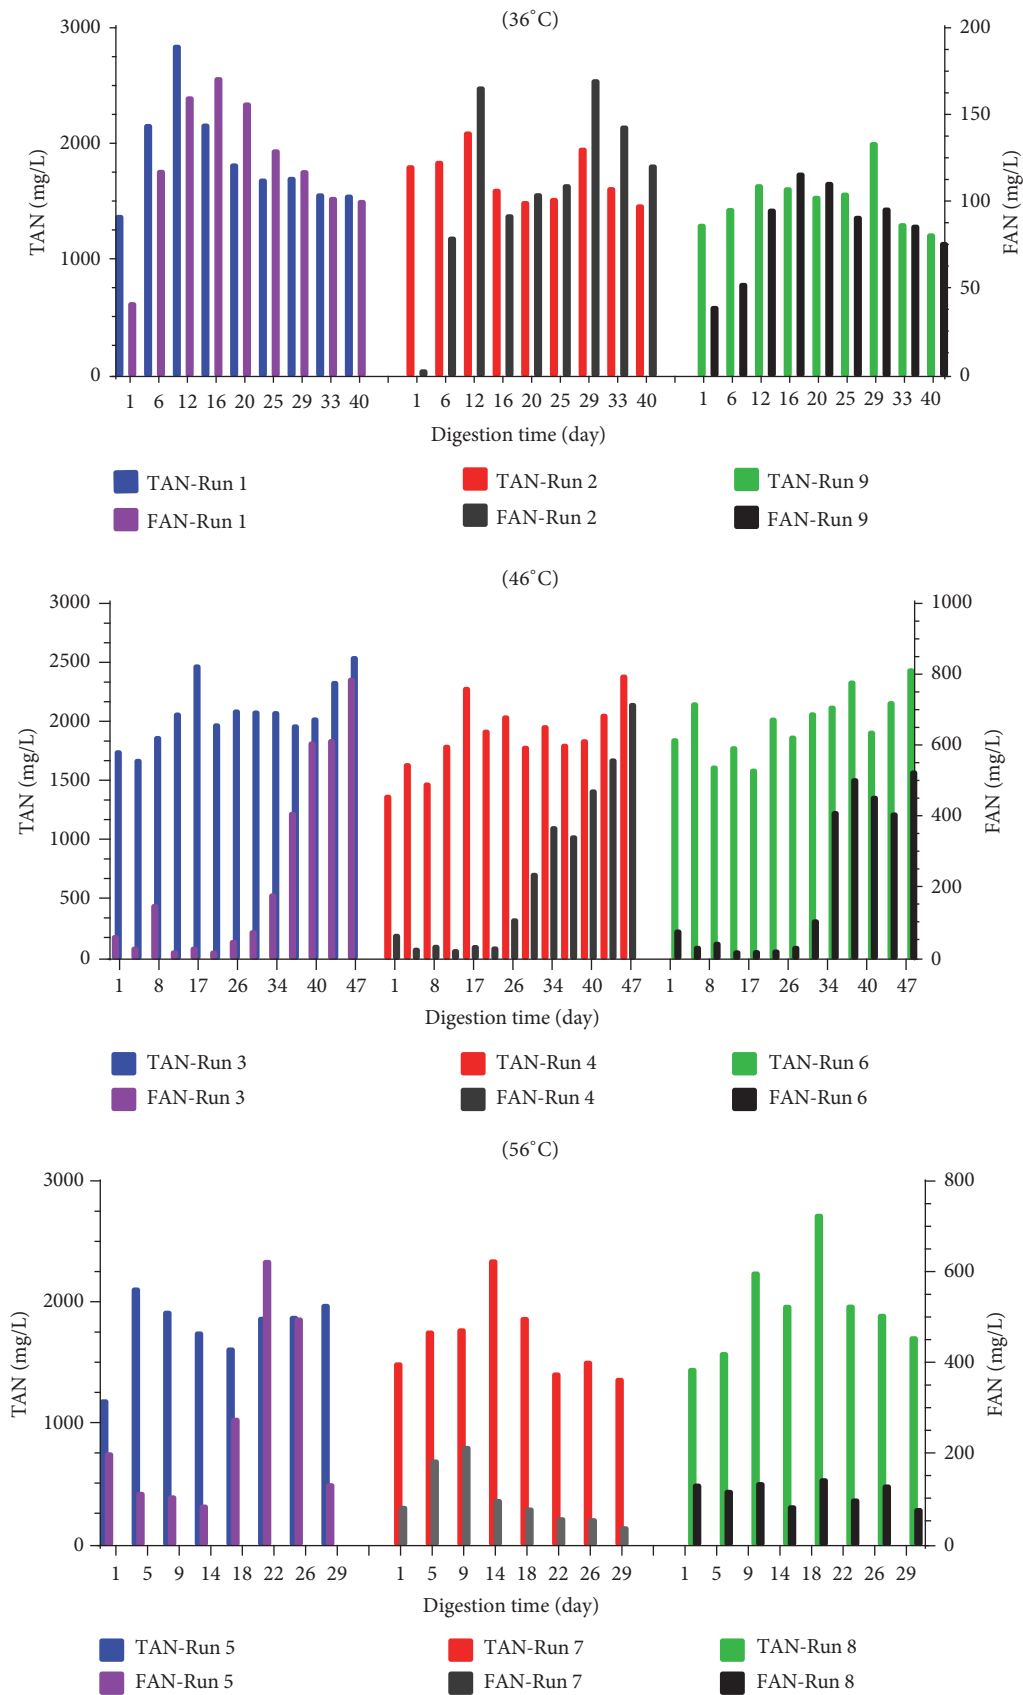 (36°C)
3000
2000
1000
0
TAN (mg/L)
200
150
100
50
0
FAN (mg/L)
1 6 12 16 20 25 29 33 40 1 6 12 16 20 25 29 33 40 1 6 12 16 20 25 29 33 40
Digestion time (day)
TAN-Run 1 TAN-Run 2 TAN-Run 9
FAN-Run 1 FAN-Run 2 FAN-Run 9
(46°C)
3000
2500
2000
1500
1000
500
0
TAN (mg/L)
1000
800
600
400
200
0
FAN (mg/L)
1 8 17 26 34 40 47 1 8 17 26 34 40 47 1 8 17 26 34 40 47
Digestion time (day)
TAN-Run 3 TAN-Run 4 TAN-Run 6
FAN-Run 3 FAN-Run 4 FAN-Run 6
(56°C)
3000
2000
1000
0
TAN (mg/L)
800
600
400
200
0
FAN (mg/L)
1 5 9 14 18 22 26 29 1 5 9 14 18 22 26 29 1 5 9 14 18 22 26 29
Digestion time (day)
TAN-Run 5 TAN-Run 7 TAN-Run 8
FAN-Run 5 FAN-Run 7 FAN-Run 8